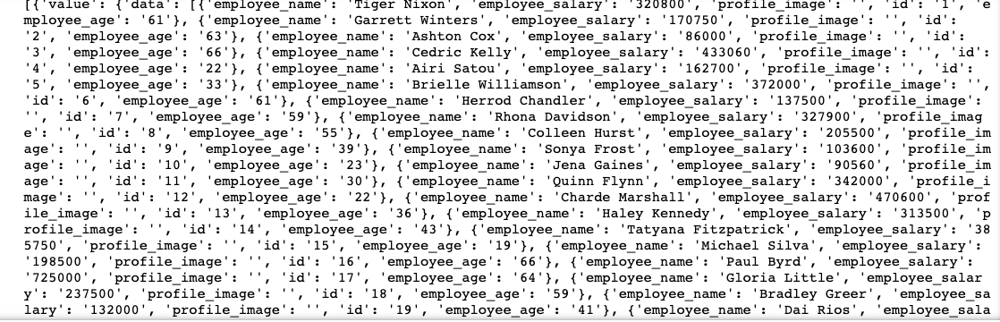 [{'value': {'data': [{'employee_name': 'Tiger Nixon', 'employee_salary': '320800', 'profile_image': '', 'id': '1', 'e
mployee_age': '61'}, {'employee_name': 'Garrett Winters', 'employee_salary': '170750', 'profile_image': '', 'id':
'2', 'employee_age': '63'}, {'employee_name': 'Ashton Cox', 'employee_salary': '86000', 'profile_image': '', 'id':
'3', 'employee_age': '66'}, {'employee_name': 'Cedric Kelly', 'employee_salary': '433060', 'profile_image': '', 'id':
'4', 'employee_age': '22'}, {'employee_name': 'Airi Satou', 'employee_salary': '162700', 'profile_image': '', 'id':
'5', 'employee_age': '33'}, {'employee_name': 'Brielle Williamson', 'employee_salary': '372000', 'profile_image': '',
'id': '6', 'employee_age': '61'}, {'employee_name': 'Herrod Chandler', 'employee_salary': '137500', 'profile_image':
'', 'id': '7', 'employee_age': '59'}, {'employee_name': 'Rhona Davidson', 'employee_salary': '327900', 'profile_imag
e': '', 'id': '8', 'employee_age': '55'}, {'employee_name': 'Colleen Hurst', 'employee_salary': '205500', 'profile_im
age': '', 'id': '9', 'employee_age': '39'}, {'employee_name': 'Sonya Frost', 'employee_salary': '103600', 'profile_im
age': '', 'id': '10', 'employee_age': '23'}, {'employee_name': 'Jena Gaines', 'employee_salary': '90560', 'profile_im
age': '', 'id': '11', 'employee_age': '30'}, {'employee_name': 'Quinn Flynn', 'employee_salary': '342000', 'profile_i
mage': '', 'id': '12', 'employee_age': '22'}, {'employee_name': 'Charde Marshall', 'employee_salary': '470600', 'prof
ile_image': '', 'id': '13', 'employee_age': '36'}, {'employee_name': 'Haley Kennedy', 'employee_salary': '313500', 'p
rofile_image': '', 'id': '14', 'employee_age': '43'}, {'employee_name': 'Tatyana Fitzpatrick', 'employee_salary': '38
5750', 'profile_image': '', 'id': '15', 'employee_age': '19'}, {'employee_name': 'Michael Silva', 'employee_salary':
'198500', 'profile_image': '', 'id': '16', 'employee_age': '66'}, {'employee_name': 'Paul Byrd', 'employee_salary':
'725000', 'profile_image': '', 'id': '17', 'employee_age': '64'}, {'employee_name': 'Gloria Little', 'employee_salar
y': '237500', 'profile_image': '', 'id': '18', 'employee_age': '59'}, {'employee_name': 'Bradley Greer', 'employee_sa
lary': '132000', 'profile_image': '', 'id': '19', 'employee_age': '41'}, {'employee_name': 'Dai Rios', 'employee_sala